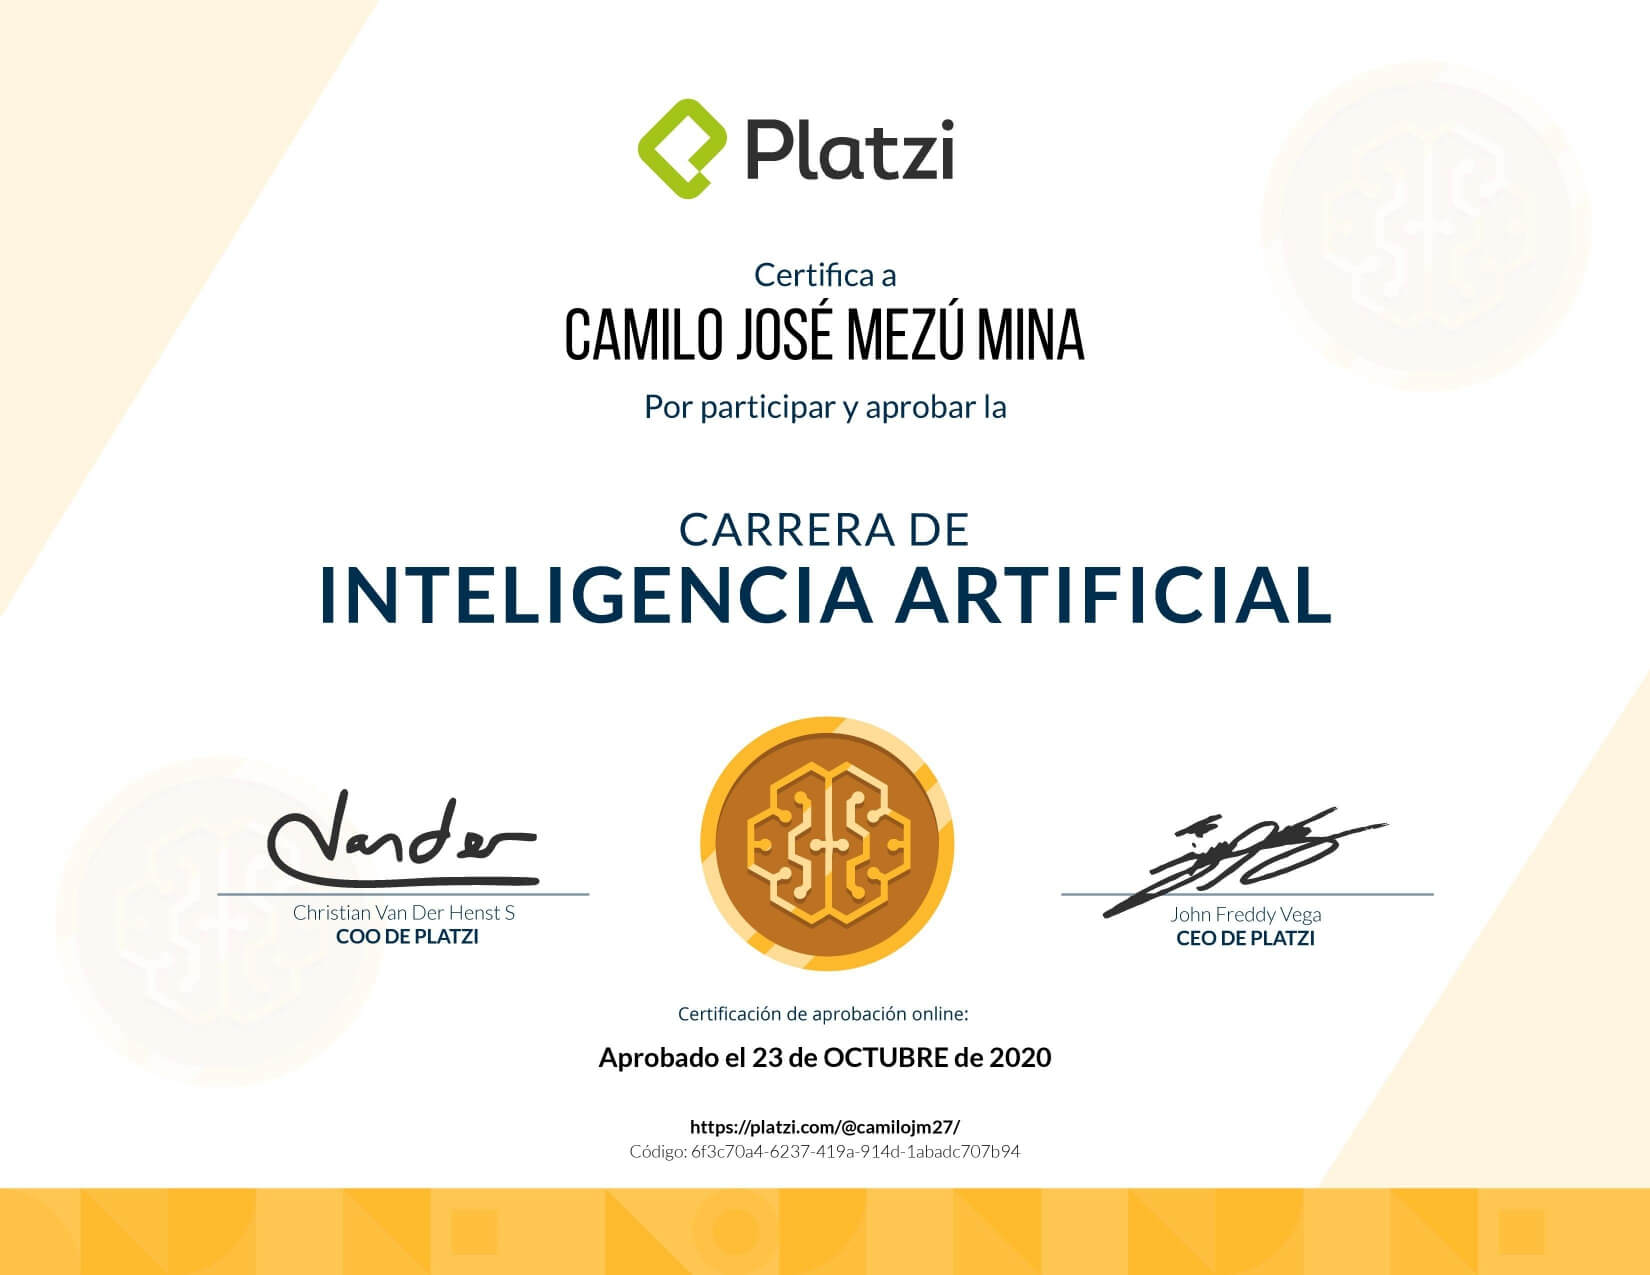 Platzi
Certifica a
CAMILO JOSÉ MEZÚ MINA
Por participar y aprobar la
CARRERA DE
INTELIGENCIA ARTIFICIAL
Vander
Christian Van Der Henst S
COO DE PLATZI
John Freddy Vega
CEO DE PLATZI
Certificación de aprobación online:
Aprobado el 23 de OCTUBRE de 2020
https://platzi.com/@camilojm27/
Código: 6f3c70a4-6237-419a-914d-1abadc707b94